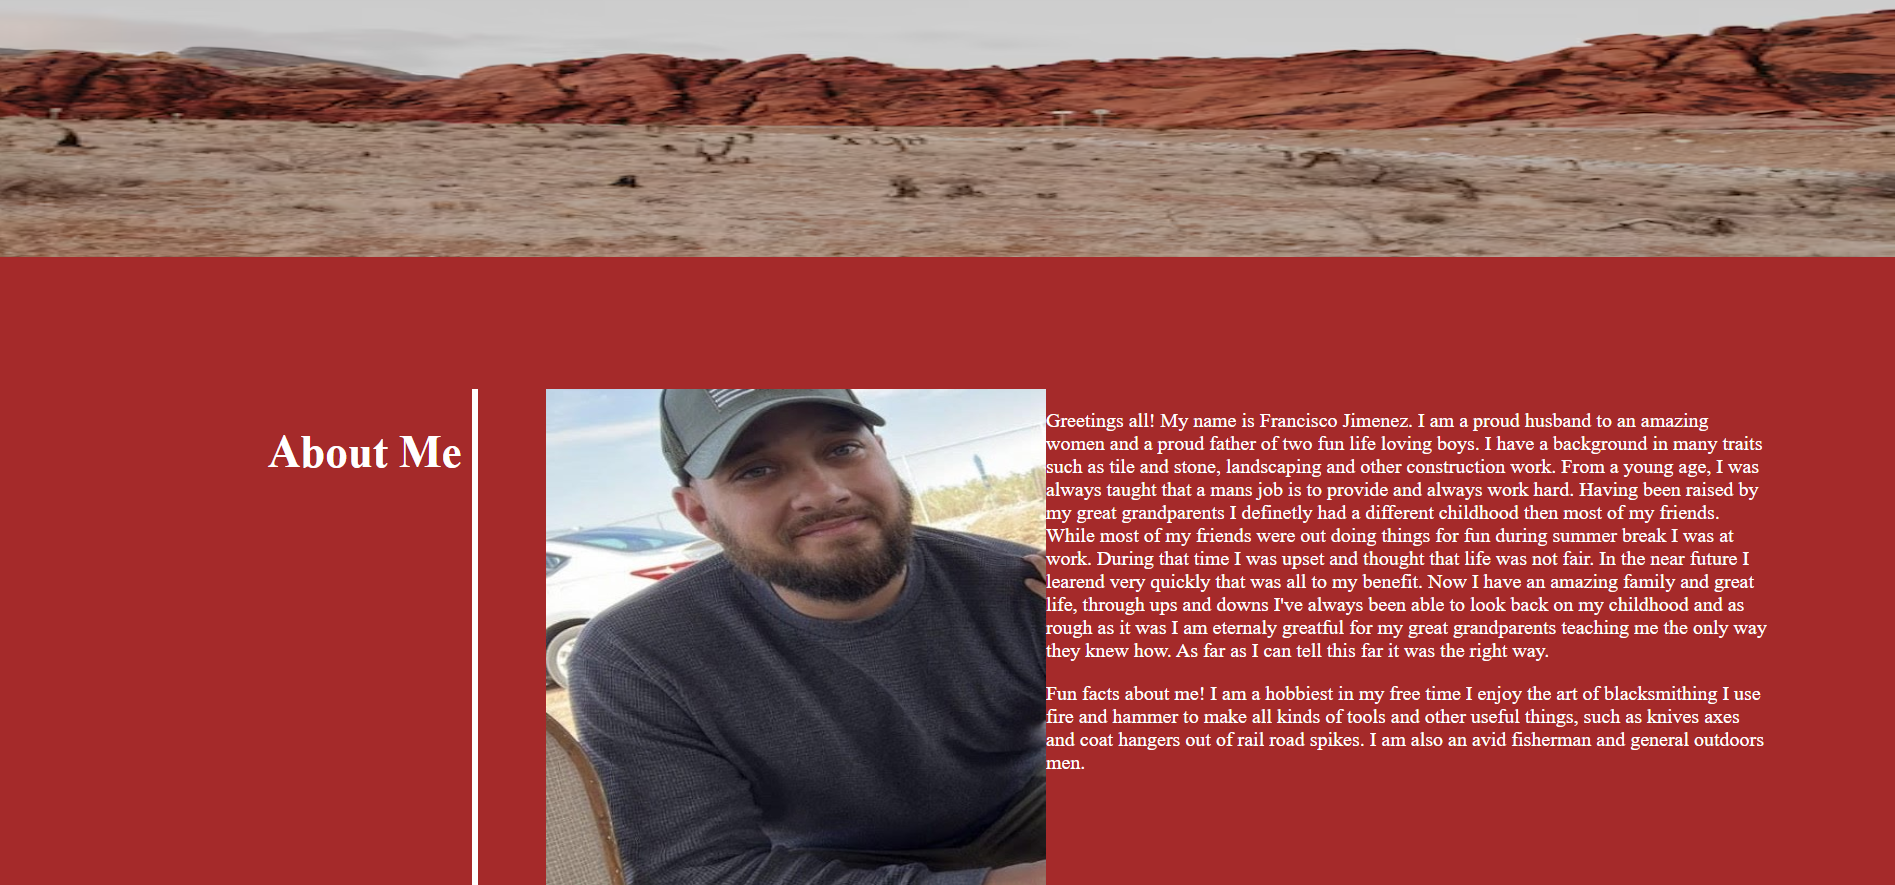 About Me
Greetings all! My name is Francisco Jimenez. I am a proud husband to an amazing
women and a proud father of two fun life loving boys. I have a background in many traits
such as tile and stone, landscaping and other construction work. From a young age, I was
always taught that a mans job is to provide and always work hard. Having been raised by
my great grandparents I definetly had a different childhood then most of my friends.
While most of my friends were out doing things for fun during summer break I was at
work. During that time I was upset and thought that life was not fair. In the near future I
learend very quickly that was all to my benefit. Now I have an amazing family and great
life, through ups and downs I've always been able to look back on my childhood and as
rough as it was I am eternaly greatful for my great grandparents teaching me the only way
they knew how. As far as I can tell this far it was the right way.
Fun facts about me! I am a hobbiest in my free time I enjoy the art of blacksmithing I use
fire and hammer to make all kinds of tools and other useful things, such as knives axes
and coat hangers out of rail road spikes. I am also an avid fisherman and general outdoors
men.